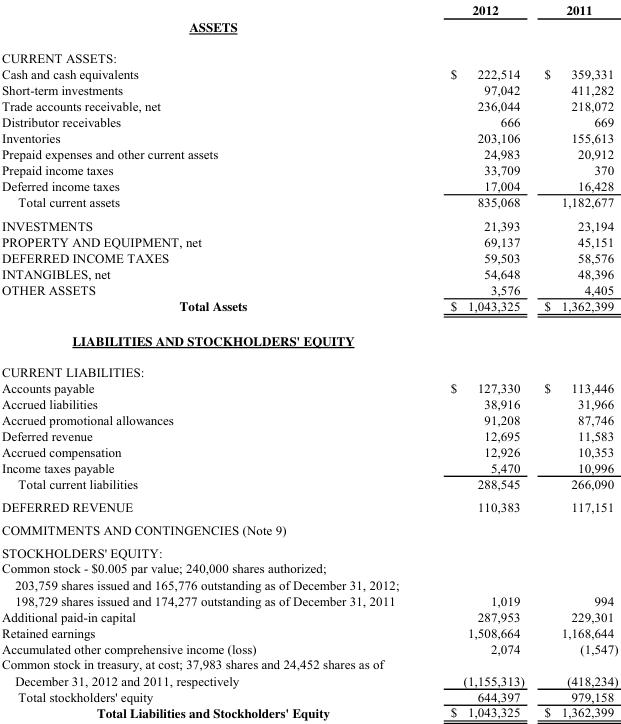 2012 2011
ASSETS
CURRENT ASSETS:
Cash and cash equivalents $ 222,514 $ 359,331
Short-term investments 97,042 411,282
Trade accounts receivable, net 236,044 218,072
Distributor receivables 666 669
Inventories 203,106 155,613
Prepaid expenses and other current assets 24,983 20,912
Prepaid income taxes 33,709 370
Deferred income taxes 17,004 16,428
Total current assets 835,068 1,182,677
INVESTMENTS 21,393 23,194
PROPERTY AND EQUIPMENT, net 69,137 45,151
DEFERRED INCOME TAXES 59,503 58,576
INTANGIBLES, net 54,648 48,396
OTHER ASSETS 3,576 4,405
Total Assets $ 1,043,325 $ 1,362,399
LIABILITIES AND STOCKHOLDERS' EQUITY
CURRENT LIABILITIES:
Accounts payable $ 127,330 $ 113,446
Accrued liabilities 38,916 31,966
Accrued promotional allowances 91,208 87,746
Deferred revenue 12,695 11,583
Accrued compensation 12,926 10,353
Income taxes payable 5,470 10,996
Total current liabilities 288,545 266,090
DEFERRED REVENUE 110,383 117,151
COMMITMENTS AND CONTINGENCIES (Note 9)
STOCKHOLDERS' EQUITY:
Common stock - $0.005 par value; 240,000 shares authorized;
203,759 shares issued and 165,776 outstanding as of December 31, 2012;
198,729 shares issued and 174,277 outstanding as of December 31, 2011 1,019 994
Additional paid-in capital 287,953 229,301
Retained earnings 1,508,664 1,168,644
Accumulated other comprehensive income (loss) 2,074 (1,547)
Common stock in treasury, at cost; 37,983 shares and 24,452 shares as of
December 31, 2012 and 2011, respectively (1,155,313) (418,234)
Total stockholders' equity 644,397 979,158
Total Liabilities and Stockholders' Equity $ 1,043,325 $ 1,362,399